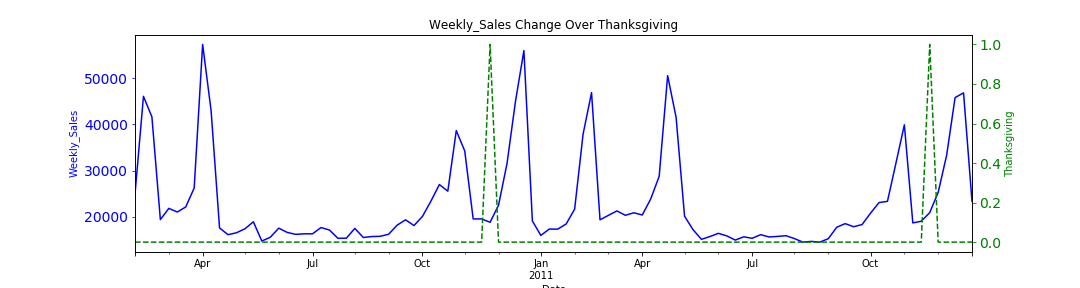 Weekly_Sales Change Over Thanksgiving
50000
40000
30000
20000
Weekly_Sales
1.0
0.8
0.6
0.4
0.2
0.0
Thanksgiving
Apr Jul Oct Jan Apr Jul Oct
2011
Date